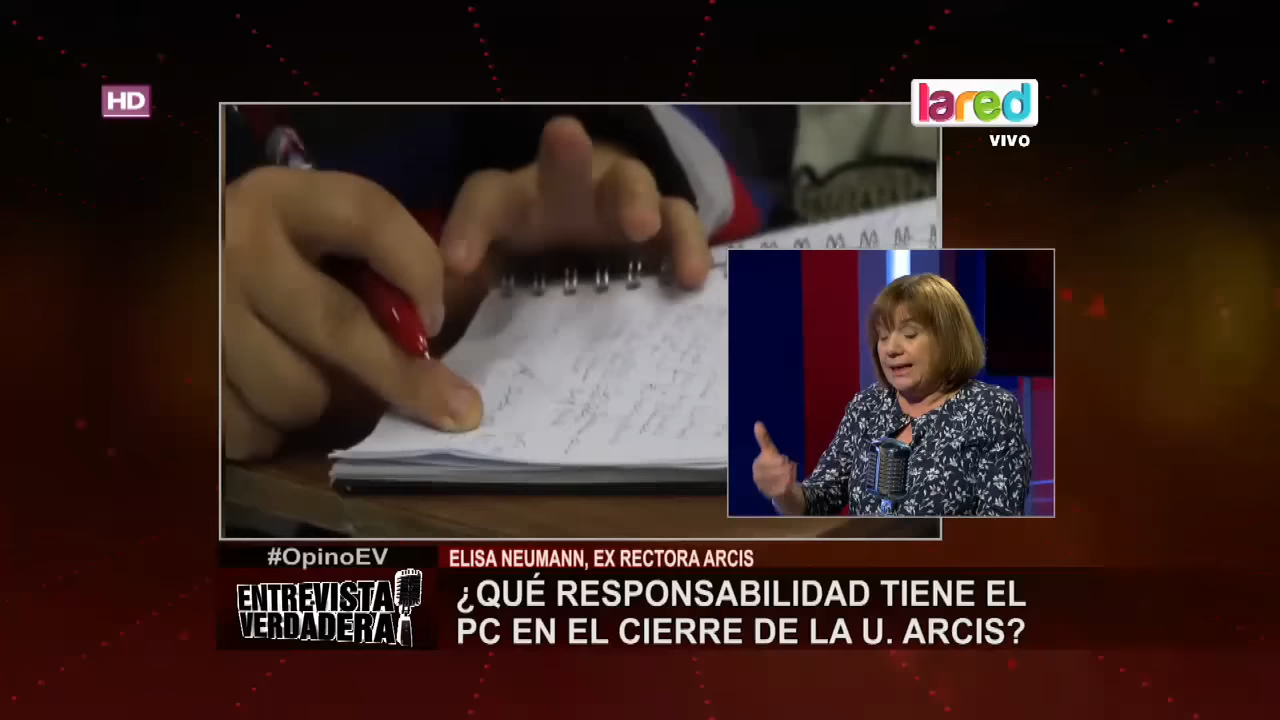 HD
lared
VIVO
#OpinoEV
ELISA NEUMANN, EX RECTORA ARCIS
ENTREVISTA
VERDADERA
¿QUÉ RESPONSABILIDAD TIENE EL
PC EN EL CIERRE DE LA U. ARCIS?